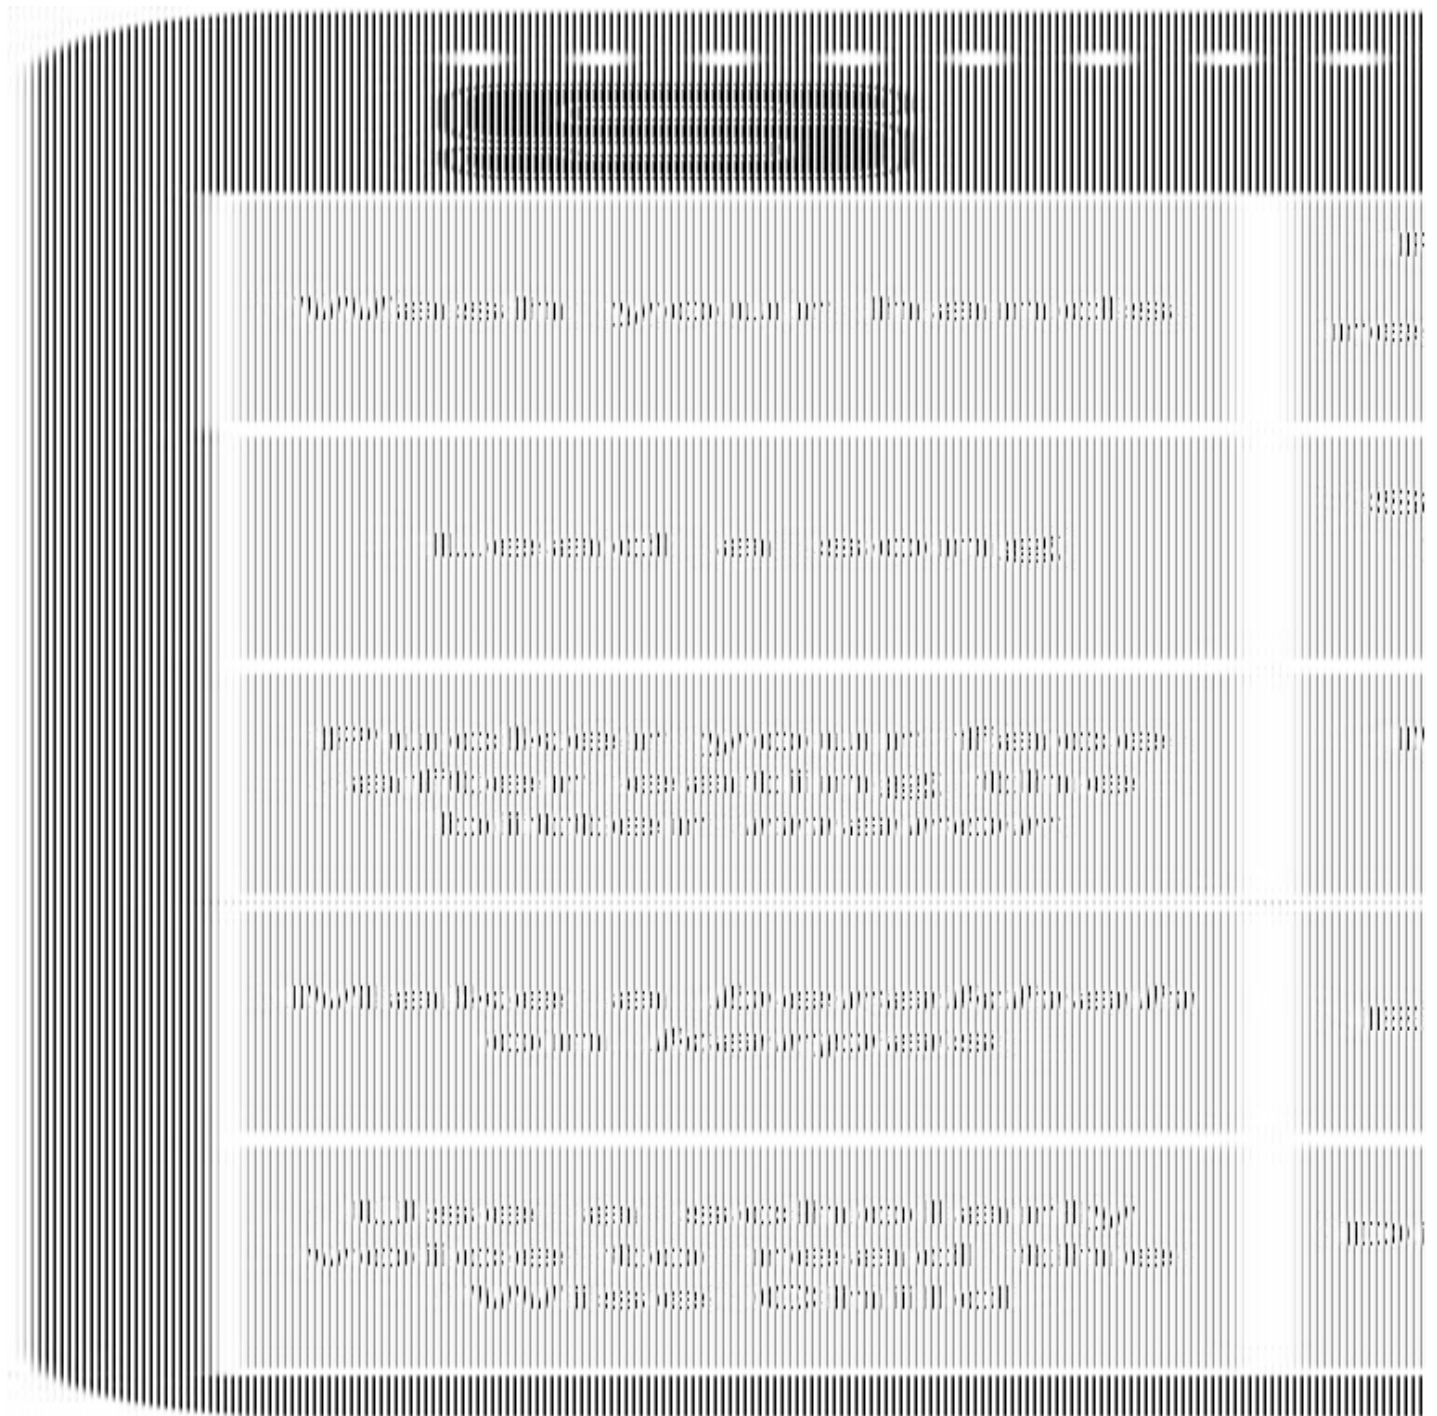 S
Wash your hands
Lead a song
Pucker your face
after eating the
bitter maror
Make a berakhah
on karpas
Use a scholarly
voice to read the
Wise Child